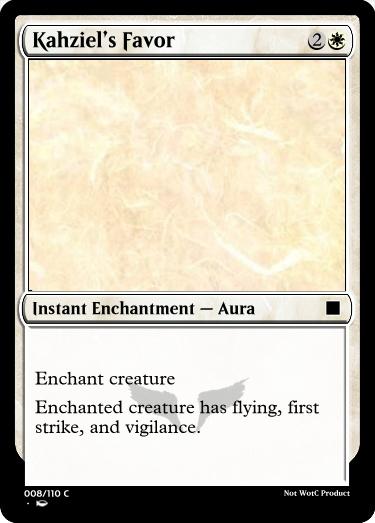 Kahziel's Favor 2
Instant Enchantment — Aura
Enchant creature
Enchanted creature has flying, first
strike, and vigilance.
008/110 C
Not WotC Product